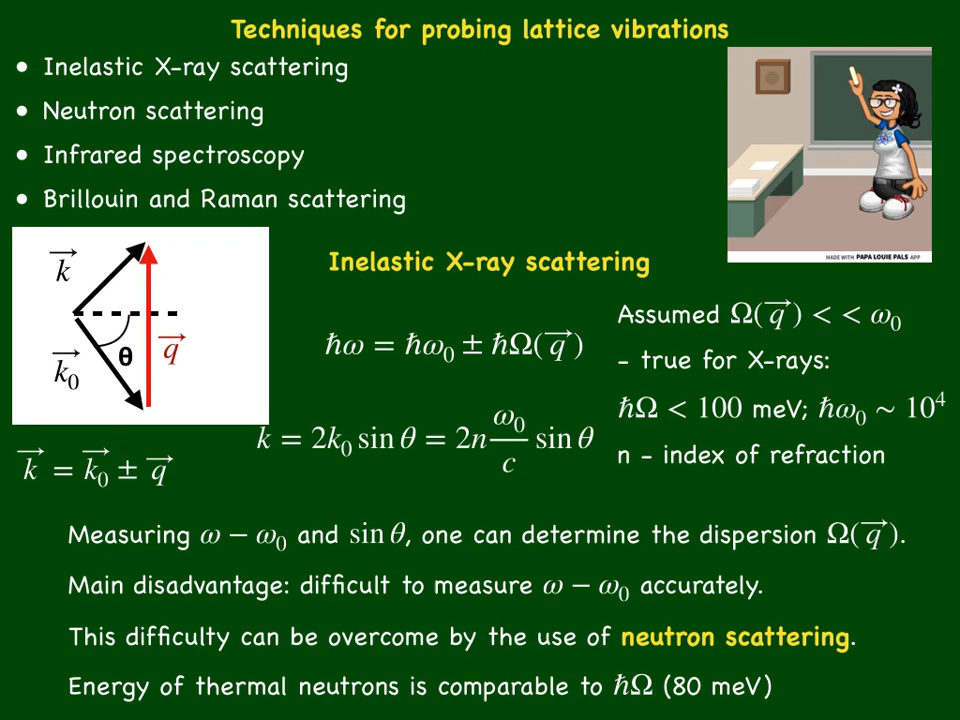 Techniques for probing lattice vibrations
• Inelastic X-ray scattering
• Neutron scattering
• Infrared spectroscopy
• Brillouin and Raman scattering
MADE WITH PAPA LOUIE PALS APP
Inelastic X-ray scattering
k⃗
θ
q⃗
k⃗₀
k⃗ = k⃗₀ ± q⃗
ħω = ħω₀ ± ħΩ(q⃗)
k = 2k₀ sin θ = 2n ω₀/c sin θ
Assumed Ω(q⃗) < < ω₀
- true for X-rays:
ħΩ < 100 meV; ħω₀ ~ 10⁴
n - index of refraction
Measuring ω − ω₀ and sin θ, one can determine the dispersion Ω(q⃗).
Main disadvantage: difficult to measure ω − ω₀ accurately.
This difficulty can be overcome by the use of neutron scattering.
Energy of thermal neutrons is comparable to ħΩ (80 meV)